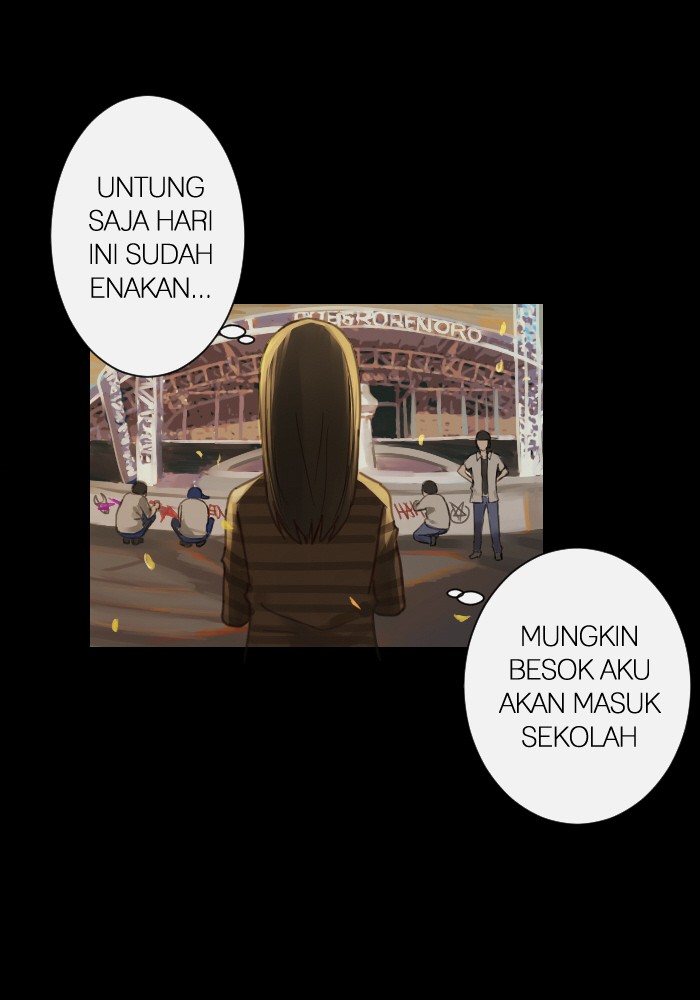 UNTUNG
SAJA HARI
INI SUDAH
ENAKAN...
MUNGKIN
BESOK AKU
AKAN MASUK
SEKOLAH